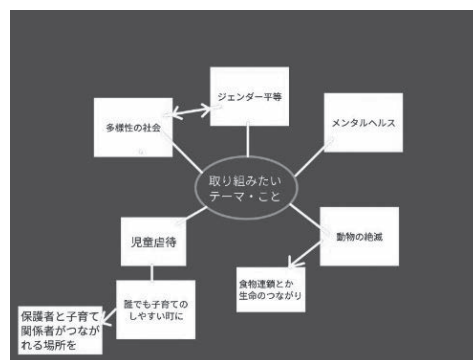 ジェンダー平等
多様性の社会
メンタルヘルス
取り組みたい
テーマ・こと
児童虐待
動物の絶滅
食物連鎖とか
生命のつながり
誰でも子育ての
しやすい町に
保護者と子育て
関係者がつなが
れる場所を